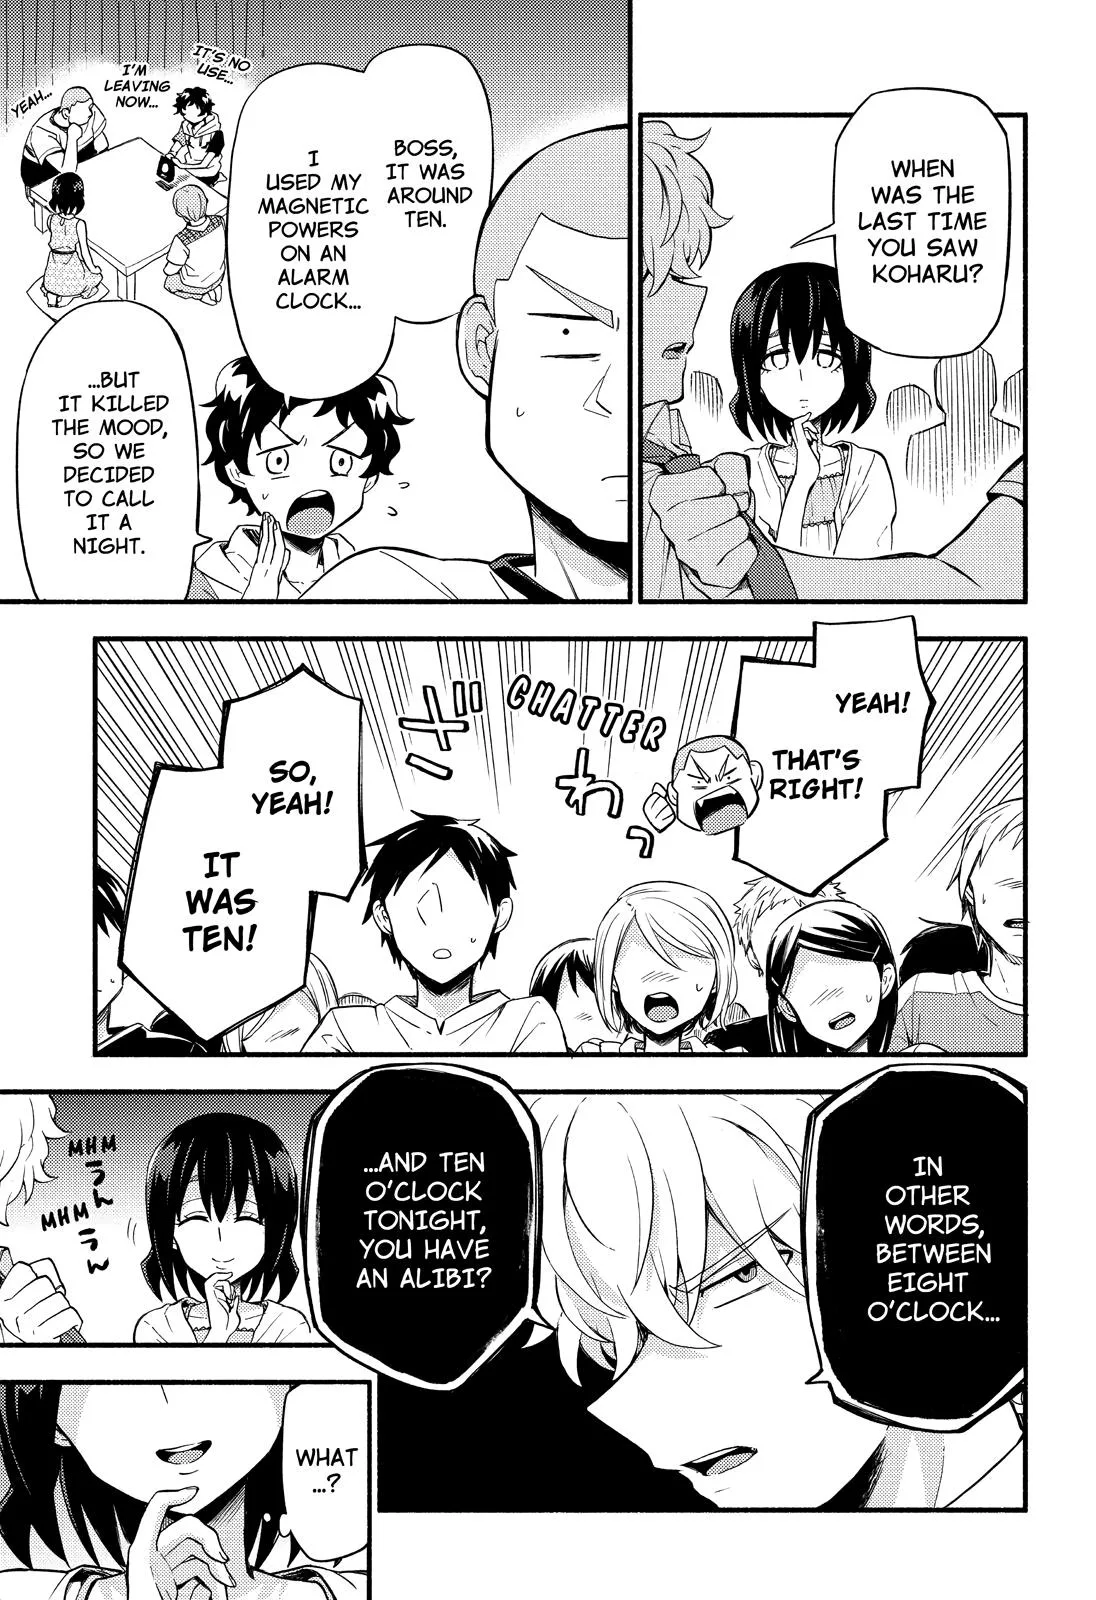 WHEN
WAS THE
LAST TIME
YOU SAW
KOHARU?
BOSS,
IT WAS
AROUND
TEN.
I
USED MY
MAGNETIC
POWERS
ON AN
ALARM
CLOCK...
IT'S NO
USE...
I'M
LEAVING
NOW...
YEAH...
...BUT
IT KILLED
THE MOOD,
SO WE
DECIDED
TO CALL
IT A
NIGHT.
YEAH!
THAT'S
RIGHT!
CHATTER
ざわっ
SO,
YEAH!
IT
WAS
TEN!
IN
OTHER
WORDS,
BETWEEN
EIGHT
O'CLOCK...
...AND TEN
O'CLOCK
TONIGHT,
YOU HAVE
AN ALIBI?
MHM
うん
MHM
うん
WHAT
...?